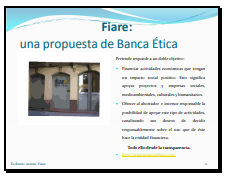 Fiare:
una propuesta de Banca Ética
Pretende responder a un doble objetivo:
Financiar actividades económicas que tengan
un impacto social positivo. Esto significa
apoyar proyectos y empresas sociales,
medioambientales, culturales y humanitarios.
Ofrecer al ahorrador e inversor responsable la
posibilidad de apoyar este tipo de actividades,
canalizando sus deseos de decidir
responsablemente sobre el uso que de éste
hace la entidad financiera.
Todo ello desde la transparencia.